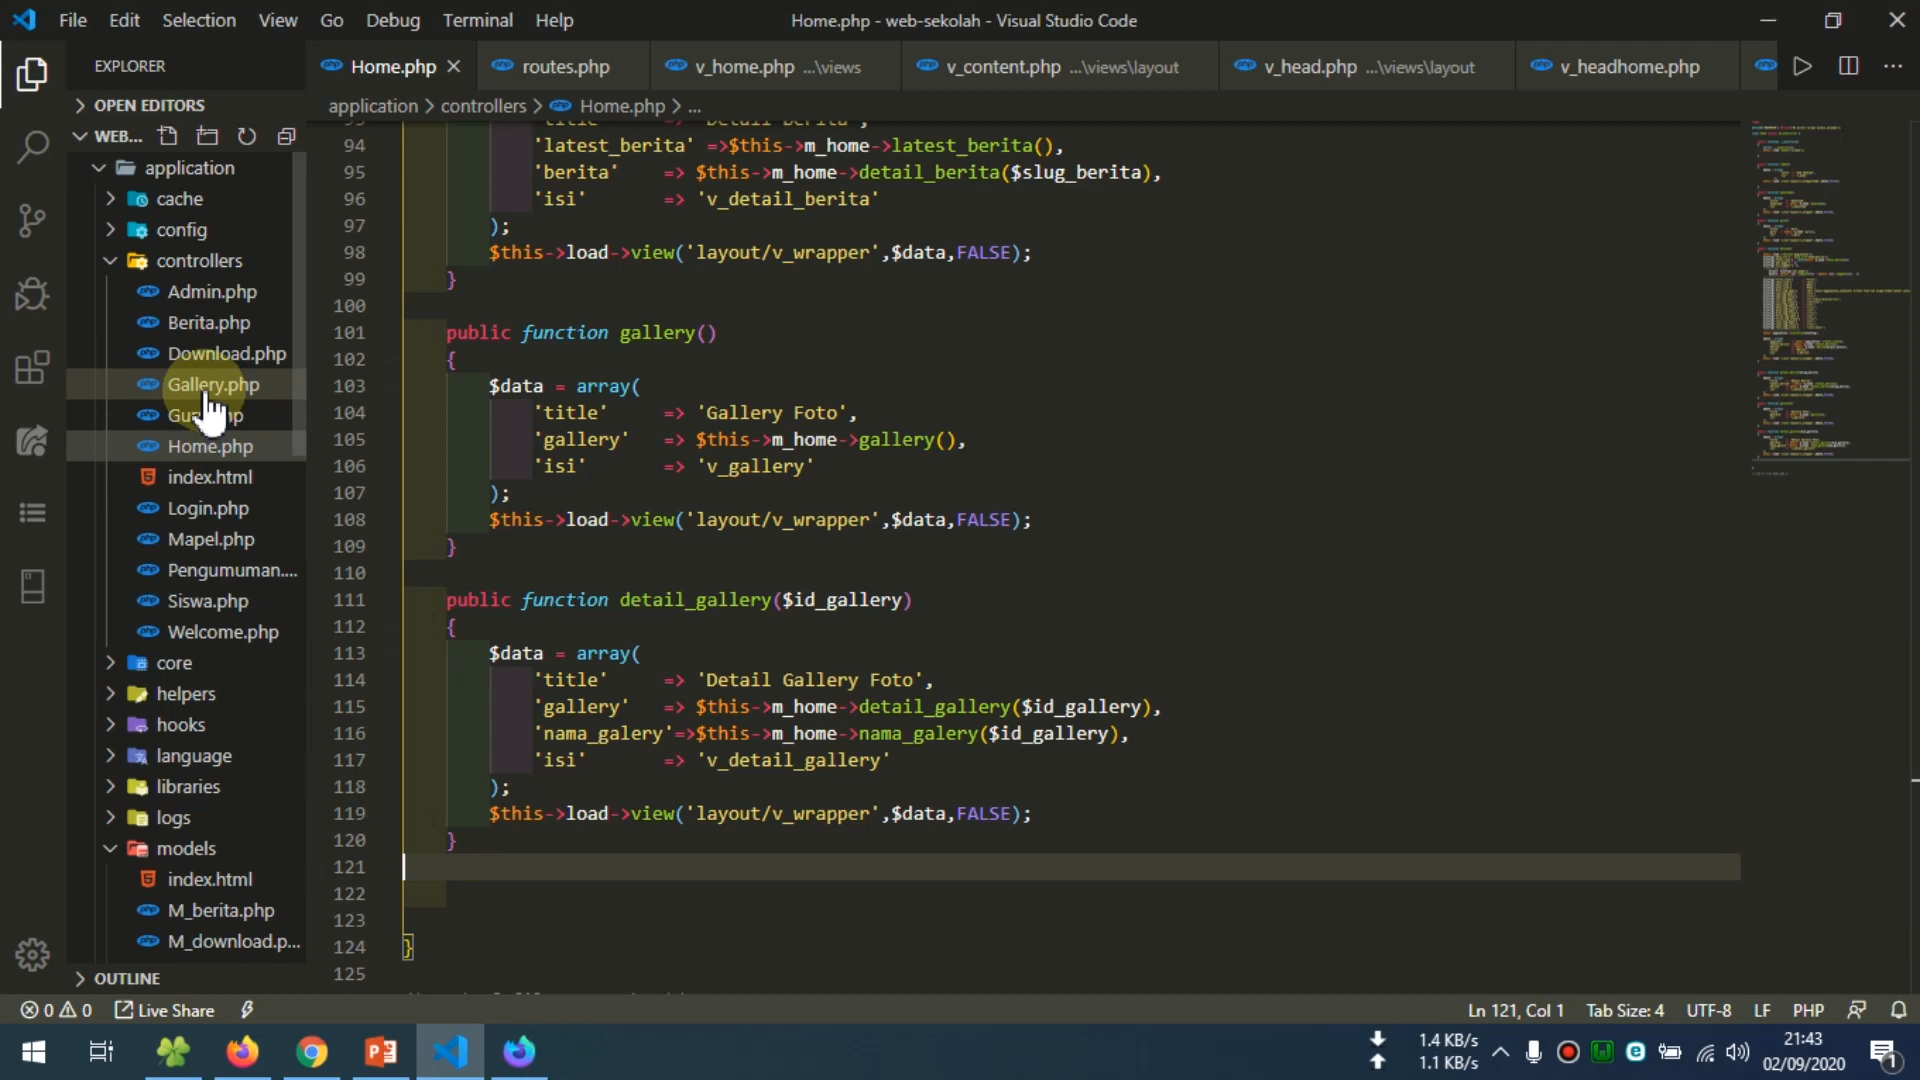 File Edit Selection View Go Debug Terminal Help Home.php - web-sekolah - Visual Studio Code
EXPLORER
Home.php routes.php v_home.php ...\views v_content.php ...\views\layout v_head.php ...\views\layout v_headhome.php
application > controllers > Home.php > ...
OPEN EDITORS
WEB...
application
cache
config
controllers
Admin.php
Berita.php
Download.php
Gallery.php
Home.php
index.html
Login.php
Mapel.php
Pengumuman....
Siswa.php
Welcome.php
core
helpers
hooks
language
libraries
logs
models
index.html
M_berita.php
M_download.p...
OUTLINE
94 'latest_berita' =>$this->m_home->latest_berita(),
95 'berita' => $this->m_home->detail_berita($slug_berita),
96 'isi' => 'v_detail_berita'
97 );
98 $this->load->view('layout/v_wrapper',$data,FALSE);
99 }
100
101 public function gallery()
102 {
103 $data = array(
104 'title' => 'Gallery Foto',
105 'gallery' => $this->m_home->gallery(),
106 'isi' => 'v_gallery'
107 );
108 $this->load->view('layout/v_wrapper',$data,FALSE);
109 }
110
111 public function detail_gallery($id_gallery)
112 {
113 $data = array(
114 'title' => 'Detail Gallery Foto',
115 'gallery' => $this->m_home->detail_gallery($id_gallery),
116 'nama_galery'=>$this->m_home->nama_galery($id_gallery),
117 'isi' => 'v_detail_gallery'
118 );
119 $this->load->view('layout/v_wrapper',$data,FALSE);
120 }
121
122
123
124 }
125
0 0 Live Share Ln 121, Col 1 Tab Size: 4 UTF-8 LF PHP
1.4 KB/s
1.1 KB/s
21:43
02/09/2020
1